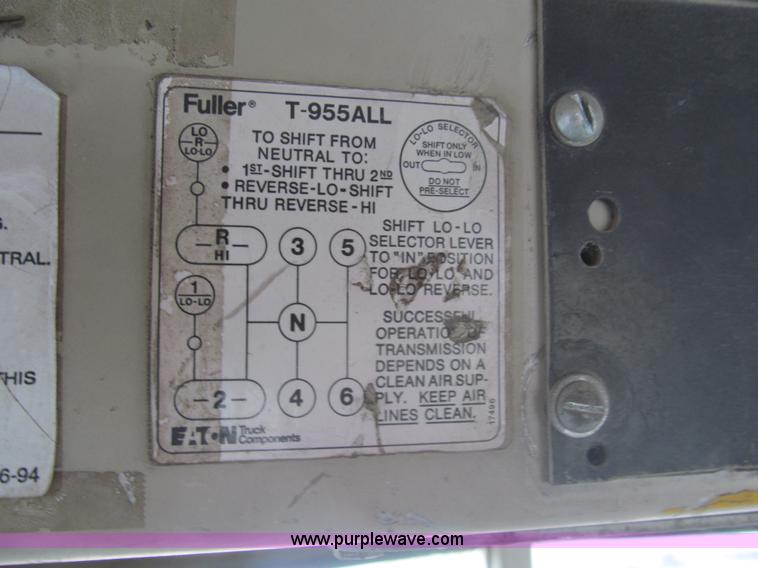 Fuller® T-955ALL
TO SHIFT FROM
NEUTRAL TO:
• 1ST-SHIFT THRU 2ND
• REVERSE-LO-SHIFT
THRU REVERSE-HI
LO-LO SELECTOR
SHIFT ONLY
WHEN IN LOW
OUT IN
DO NOT
PRE-SELECT
LO
R
LO-LO
R
HI
3 5
1
LO-LO
N
2 4 6
SHIFT LO-LO
SELECTOR LEVER
TO "IN" POSITION
FOR LO-LO AND
LO-LO REVERSE.
SUCCESSFUL
OPERATION OF
TRANSMISSION
DEPENDS ON A
CLEAN AIR SUP-
PLY. KEEP AIR
LINES CLEAN.
17496
EATON Truck
Components
TRAL.
THIS
6-94
www.purplewave.com